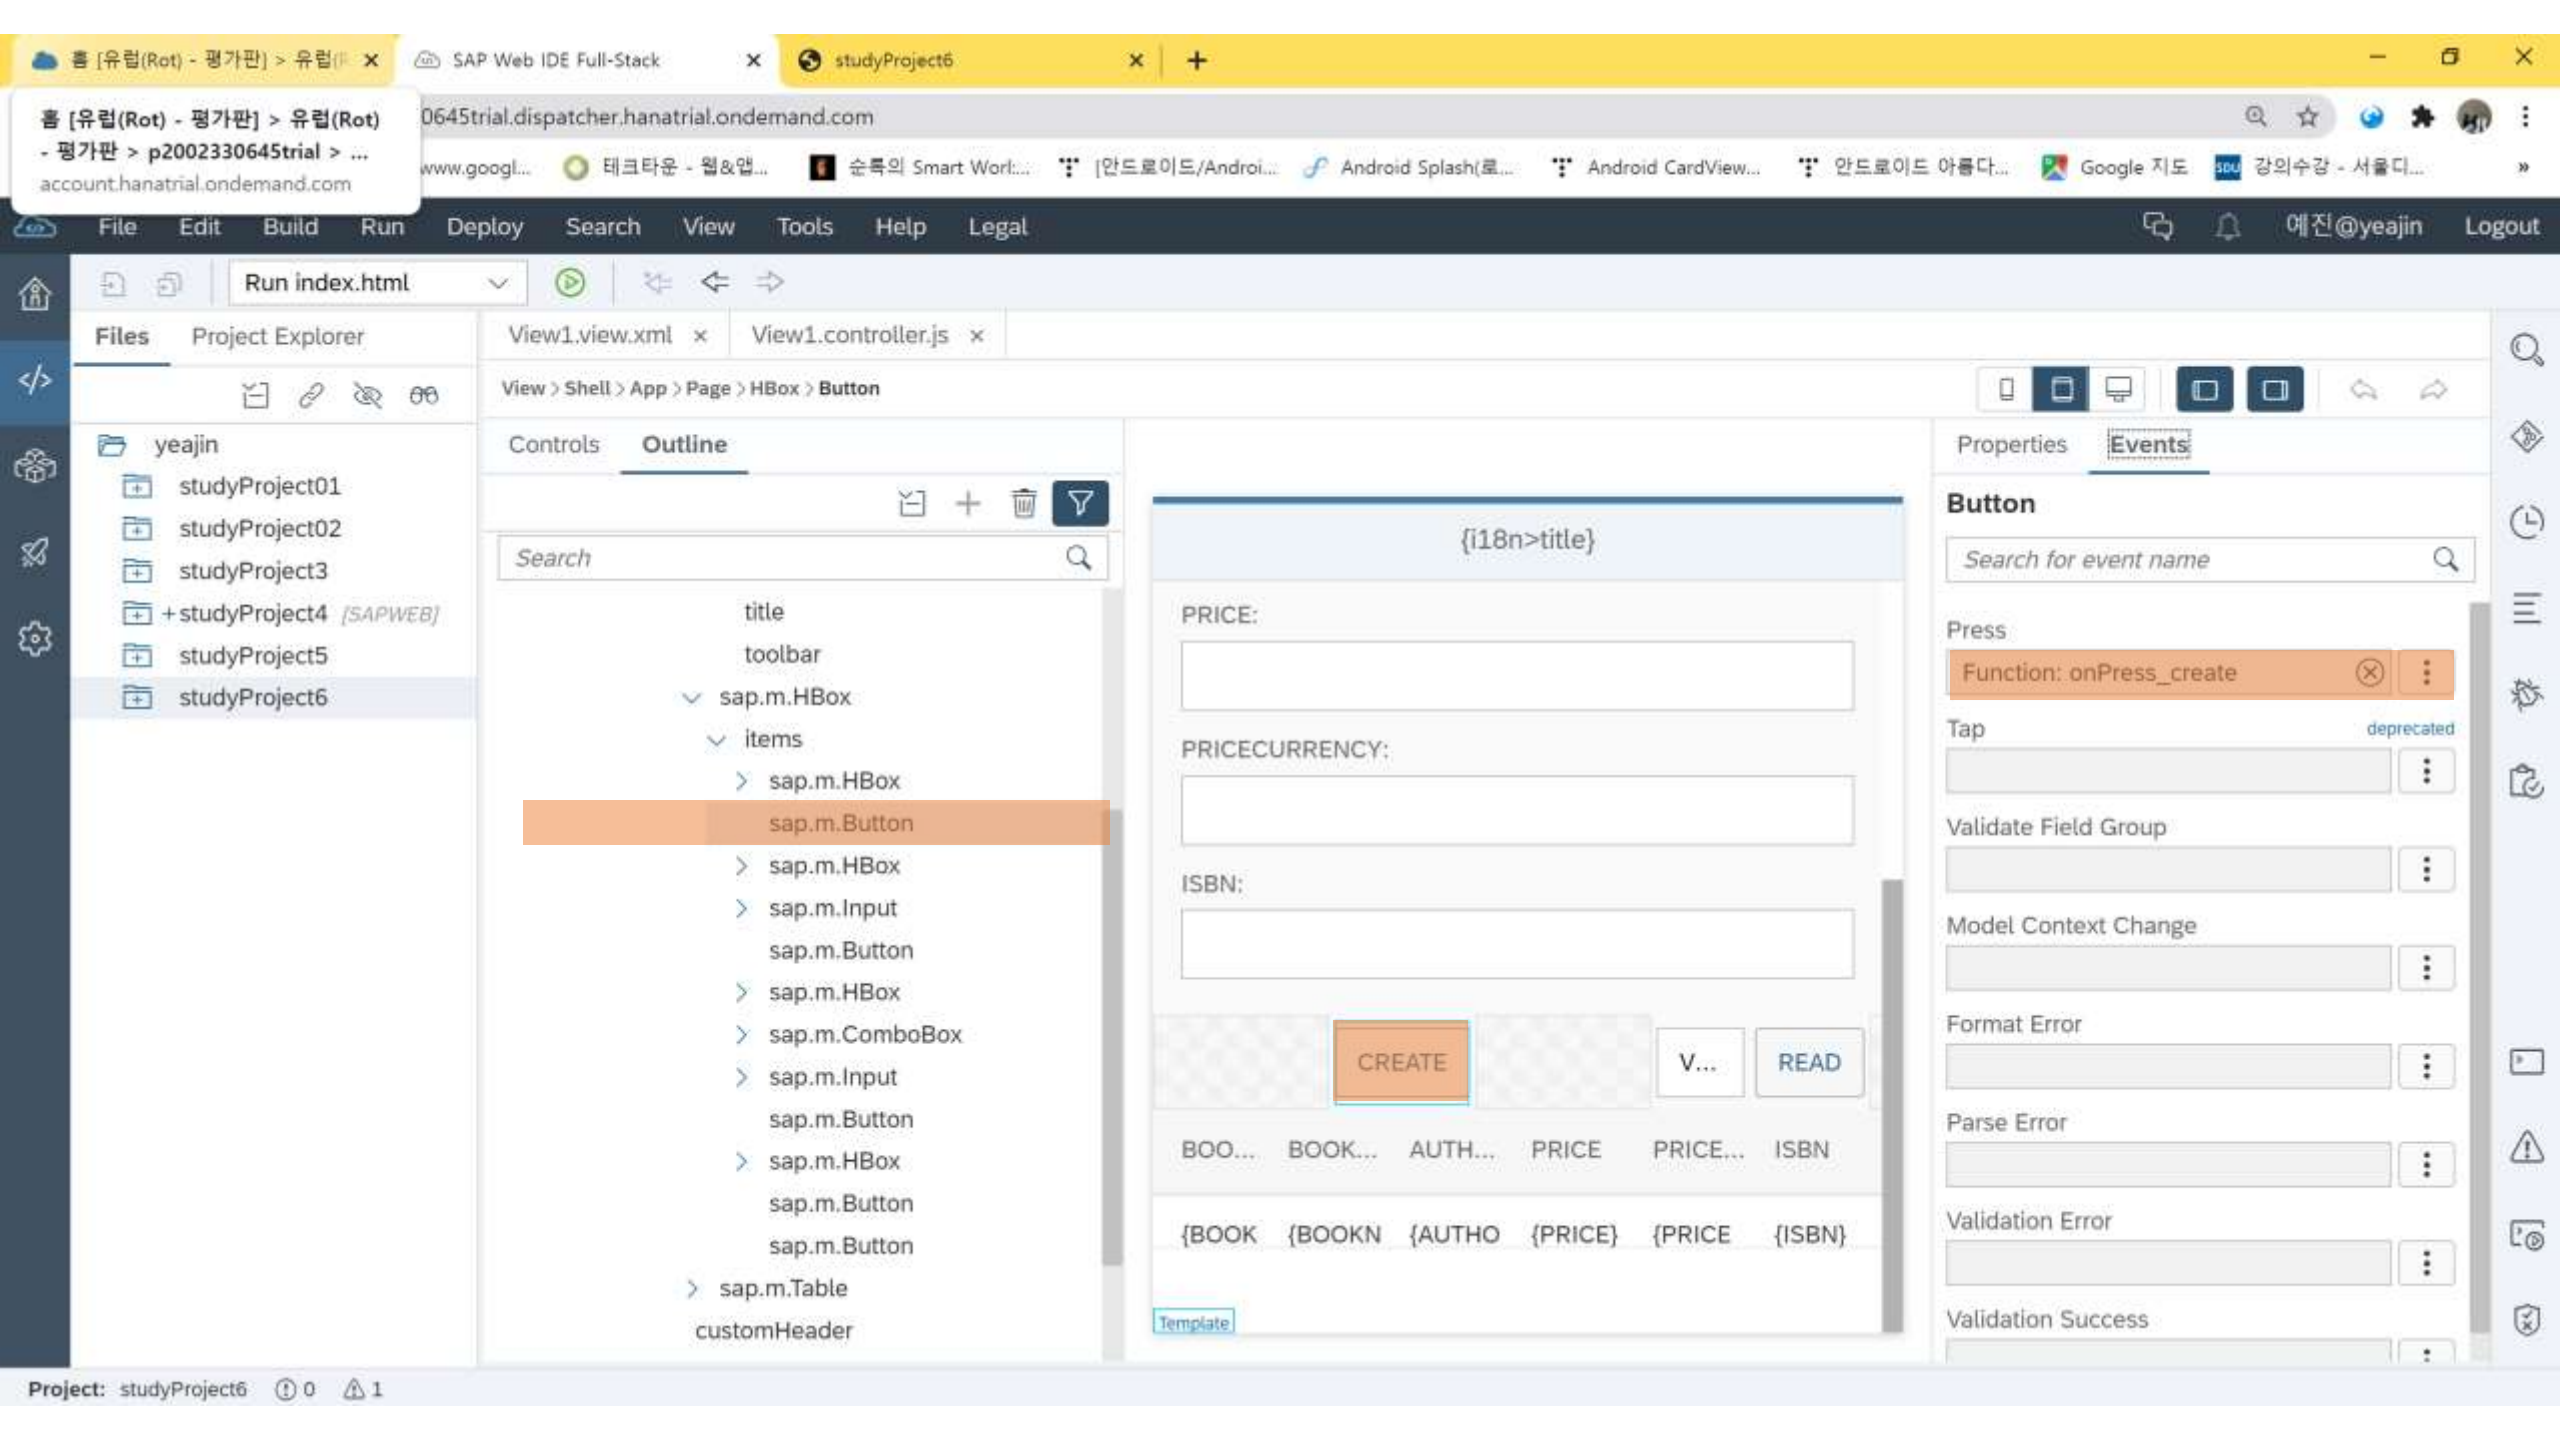 홈 [유럽(Rot) - 평가판] > 유럽(R
SAP Web IDE Full-Stack
studyProject6
홈 [유럽(Rot) - 평가판] > 유럽(Rot)
- 평가판 > p2002330645trial > ...
account.hanatrial.ondemand.com
0645trial.dispatcher.hanatrial.ondemand.com
www.googl...
테크타운 - 웹&앱...
순록의 Smart Worl:...
[안드로이드/Androi...
Android Splash(로...
Android CardView...
안드로이드 아름다...
Google 지도
SDU
강의수강 - 서울디...
»
File
Edit
Build
Run
Deploy
Search
View
Tools
Help
Legal
예진@yeajin
Logout
Run index.html
Files
Project Explorer
View1.view.xml ×
View1.controller.js ×
View > Shell > App > Page > HBox > Button
yeajin
studyProject01
studyProject02
studyProject3
+studyProject4 [SAPWEB]
studyProject5
studyProject6
Controls
Outline
Search
title
toolbar
sap.m.HBox
items
sap.m.HBox
sap.m.Button
sap.m.HBox
sap.m.Input
sap.m.Button
sap.m.HBox
sap.m.ComboBox
sap.m.Input
sap.m.Button
sap.m.HBox
sap.m.Button
sap.m.Button
sap.m.Table
customHeader
{i18n>title}
PRICE:
PRICECURRENCY:
ISBN:
CREATE
V...
READ
BOO...
BOOK...
AUTH...
PRICE
PRICE...
ISBN
{BOOK
{BOOKN
{AUTHO
{PRICE}
{PRICE
{ISBN}
Template
Properties
Events
Button
Search for event name
Press
Function: onPress_create
Tap
deprecated
Validate Field Group
Model Context Change
Format Error
Parse Error
Validation Error
Validation Success
Project: studyProject6
0
1